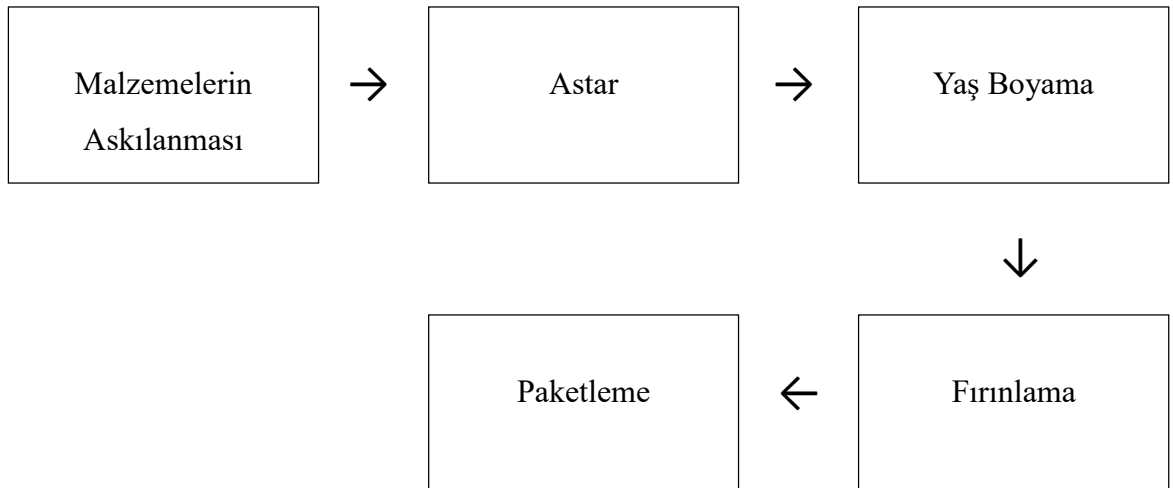 Malzemelerin
Askılanması
Astar
Yaş Boyama
Fırınlama
Paketleme